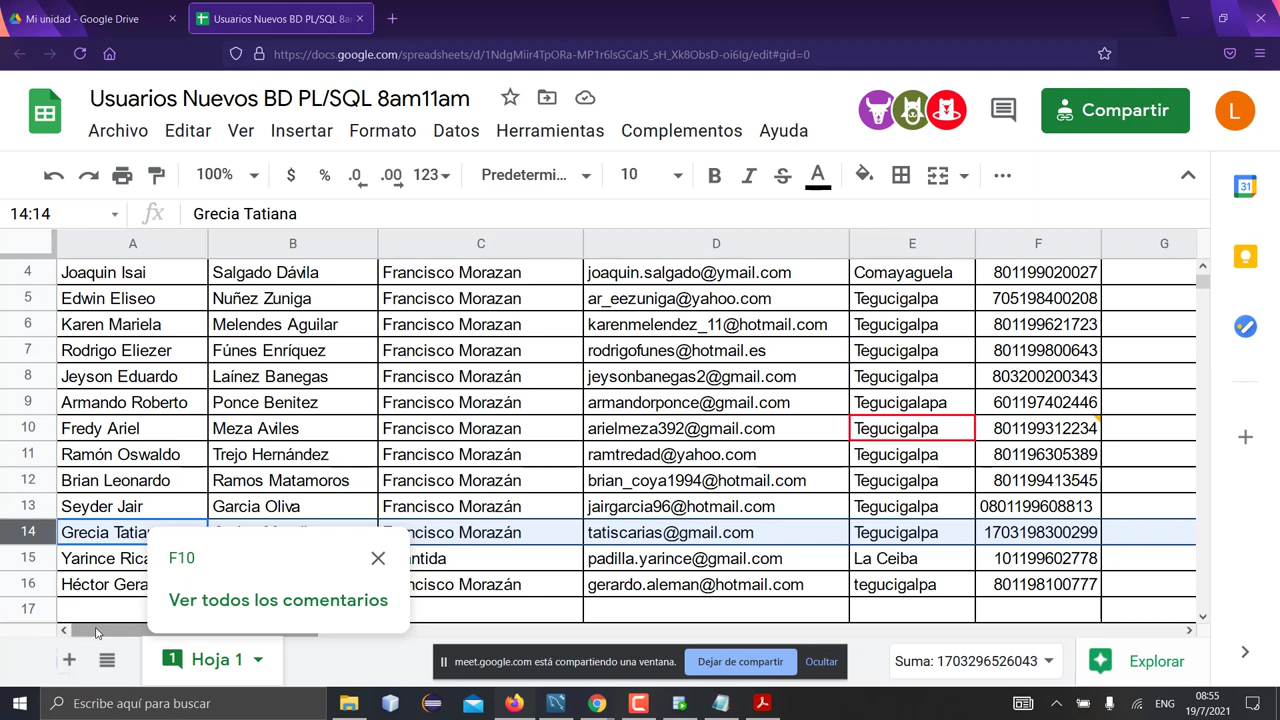 Mi unidad - Google Drive
Usuarios Nuevos BD PL/SQL 8am
https://docs.google.com/spreadsheets/d/1NdgMiir4TpORa-MP1r6lsGCaJS_sH_Xk8ObsD-oi6Ig/edit#gid=0
Usuarios Nuevos BD PL/SQL 8am11am
Compartir
L
Archivo Editar Ver Insertar Formato Datos Herramientas Complementos Ayuda
100% $ % .0 .00 123 Predetermi... 10 B I S A
31
14:14 fx Grecia Tatiana
A B C D E F G
4 Joaquin Isai Salgado Dávila Francisco Morazan joaquin.salgado@ymail.com Comayaguela 801199020027
5 Edwin Eliseo Nuñez Zuniga Francisco Morazan ar_eezuniga@yahoo.com Tegucigalpa 705198400208
6 Karen Mariela Melendes Aguilar Francisco Morazan karenmelendez_11@hotmail.com Tegucigalpa 801199621723
7 Rodrigo Eliezer Fúnes Enríquez Francisco Morazán rodrigofunes@hotmail.es Tegucigalpa 801199800643
8 Jeyson Eduardo Laínez Banegas Francisco Morazán jeysonbanegas2@gmail.com Tegucigalpa 803200200343
9 Armando Roberto Ponce Benitez Francisco Morazán armandorponce@gmail.com Tegucigalapa 601197402446
10 Fredy Ariel Meza Aviles Francisco Morazán arielmeza392@gmail.com Tegucigalpa 801199312234
11 Ramón Oswaldo Trejo Hernández Francisco Morazán ramtredad@yahoo.com Tegucigalpa 801196305389
12 Brian Leonardo Ramos Matamoros Francisco Morazán brian_coya1994@hotmail.com Tegucigalpa 801199413545
13 Seyder Jair Garcia Oliva Francisco Morazán jairgarcia96@hotmail.com Tegucigalpa 0801199608813
14 Grecia Tatia ncisco Morazán tatiscarias@gmail.com Tegucigalpa 1703198300299
15 Yarince Rica ntida padilla.yarince@gmail.com La Ceiba 101199602778
16 Héctor Gera ncisco Morazán gerardo.aleman@hotmail.com tegucigalpa 801198100777
17
F10
Ver todos los comentarios
1 Hoja 1
meet.google.com está compartiendo una ventana. Dejar de compartir Ocultar
Suma: 1703296526043
Explorar
Escribe aquí para buscar
ENG
08:55
19/7/2021